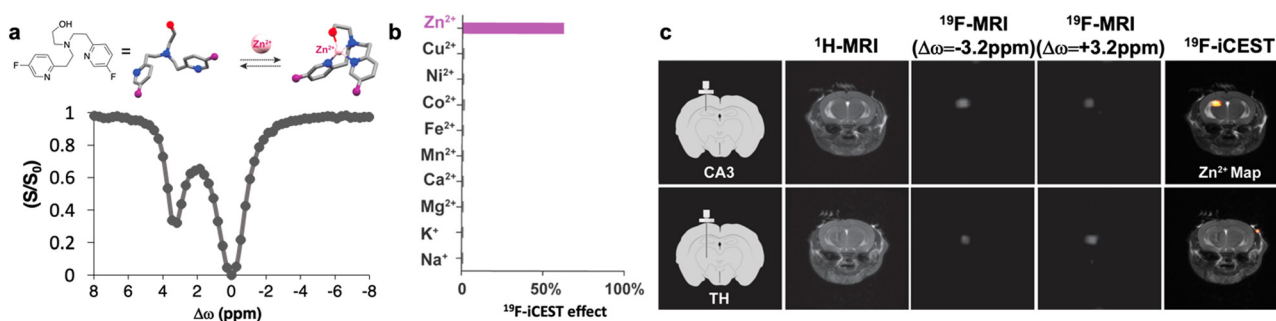 a
OH
N
N
N
F
F
=
Zn²⁺
Zn²⁺
(S/S₀)
1
0.8
0.6
0.4
0.2
0
8 6 4 2 0 -2 -4 -6 -8
Δω (ppm)
b
Zn²⁺
Cu²⁺
Ni²⁺
Co²⁺
Fe²⁺
Mn²⁺
Ca²⁺
Mg²⁺
K⁺
Na⁺
0 50% 100%
¹⁹F-iCEST effect
c
¹H-MRI
¹⁹F-MRI
(Δω=-3.2ppm)
¹⁹F-MRI
(Δω=+3.2ppm)
¹⁹F-iCEST
CA3
Zn²⁺ Map
TH